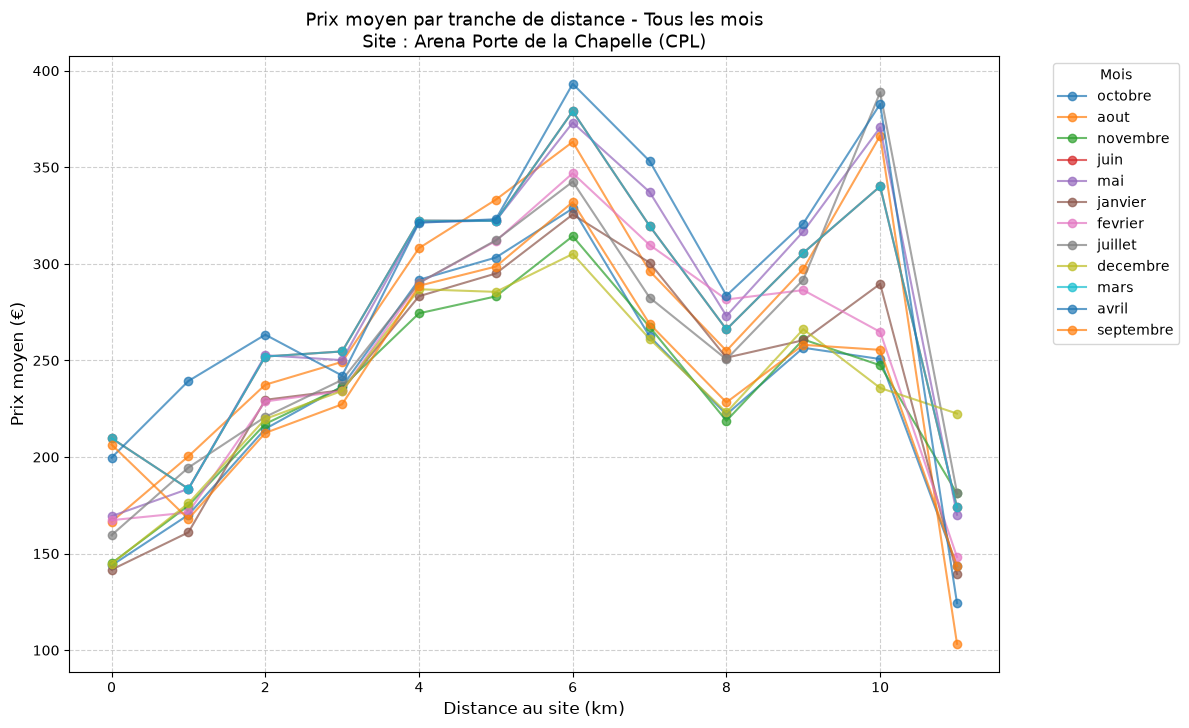 Prix moyen par tranche de distance - Tous les mois
Site : Arena Porte de la Chapelle (CPL)
Prix moyen (€)
400
350
300
250
200
150
100
0 2 4 6 8 10
Distance au site (km)
Mois
octobre
aout
novembre
juin
mai
janvier
fevrier
juillet
decembre
mars
avril
septembre